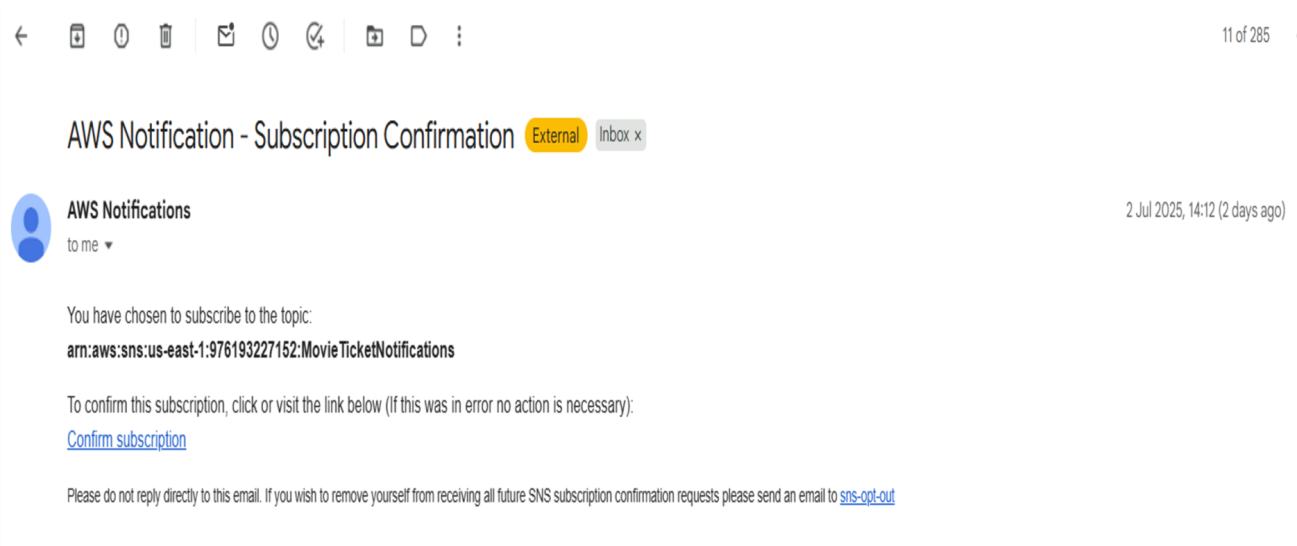 11 of 285
AWS Notification - Subscription Confirmation External Inbox ×
AWS Notifications 2 Jul 2025, 14:12 (2 days ago)
to me
You have chosen to subscribe to the topic:
arn:aws:sns:us-east-1:976193227152:MovieTicketNotifications
To confirm this subscription, click or visit the link below (If this was in error no action is necessary):
Confirm subscription
Please do not reply directly to this email. If you wish to remove yourself from receiving all future SNS subscription confirmation requests please send an email to sns-opt-out